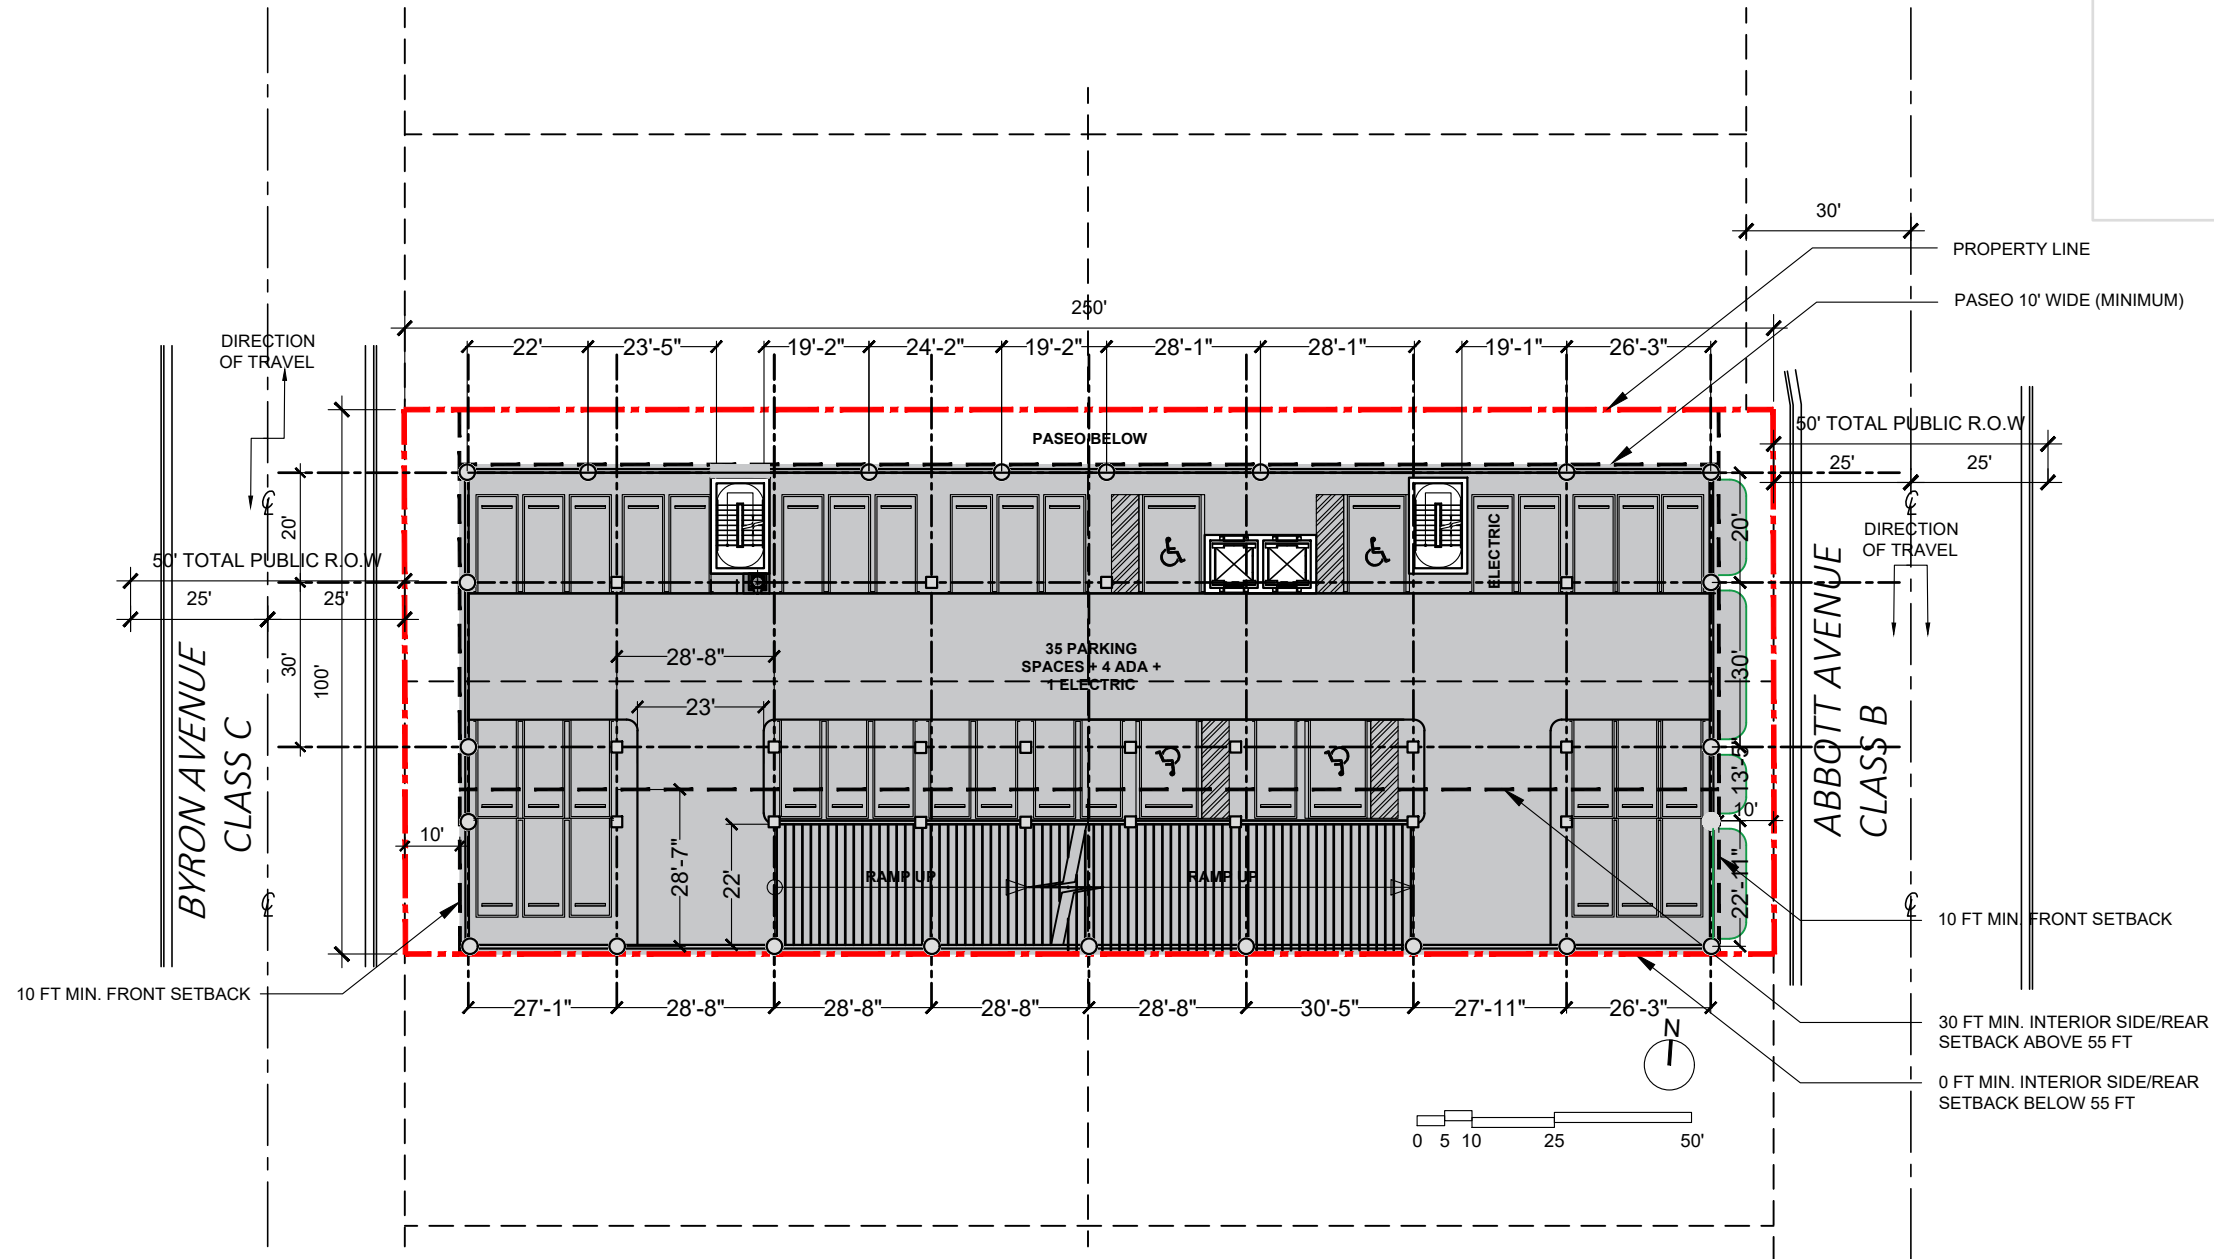 30'
PROPERTY LINE
PASEO 10' WIDE (MINIMUM)
250'
DIRECTION
OF TRAVEL
22'
23'-5"
19'-2"
24'-2"
19'-2"
28'-1"
28'-1"
19'-1"
26'-3"
50' TOTAL PUBLIC R.O.W
25'
25'
PASEO BELOW
20'
20'
ELECTRIC
DIRECTION
OF TRAVEL
50' TOTAL PUBLIC R.O.W
25'
25'
30'
100'
28'-8"
35 PARKING
SPACES + 4 ADA +
1 ELECTRIC
30'
23'
BYRON AVENUE
CLASS C
ABBOTT AVENUE
CLASS B
13'-5"
10'
10'
28'-7"
22'
RAMP UP
RAMP UP
22'-11"
10 FT MIN. FRONT SETBACK
10 FT MIN. FRONT SETBACK
27'-1"
28'-8"
28'-8"
28'-8"
28'-8"
30'-5"
27'-11"
26'-3"
N
30 FT MIN. INTERIOR SIDE/REAR
SETBACK ABOVE 55 FT
0 FT MIN. INTERIOR SIDE/REAR
SETBACK BELOW 55 FT
0 5 10 25 50'